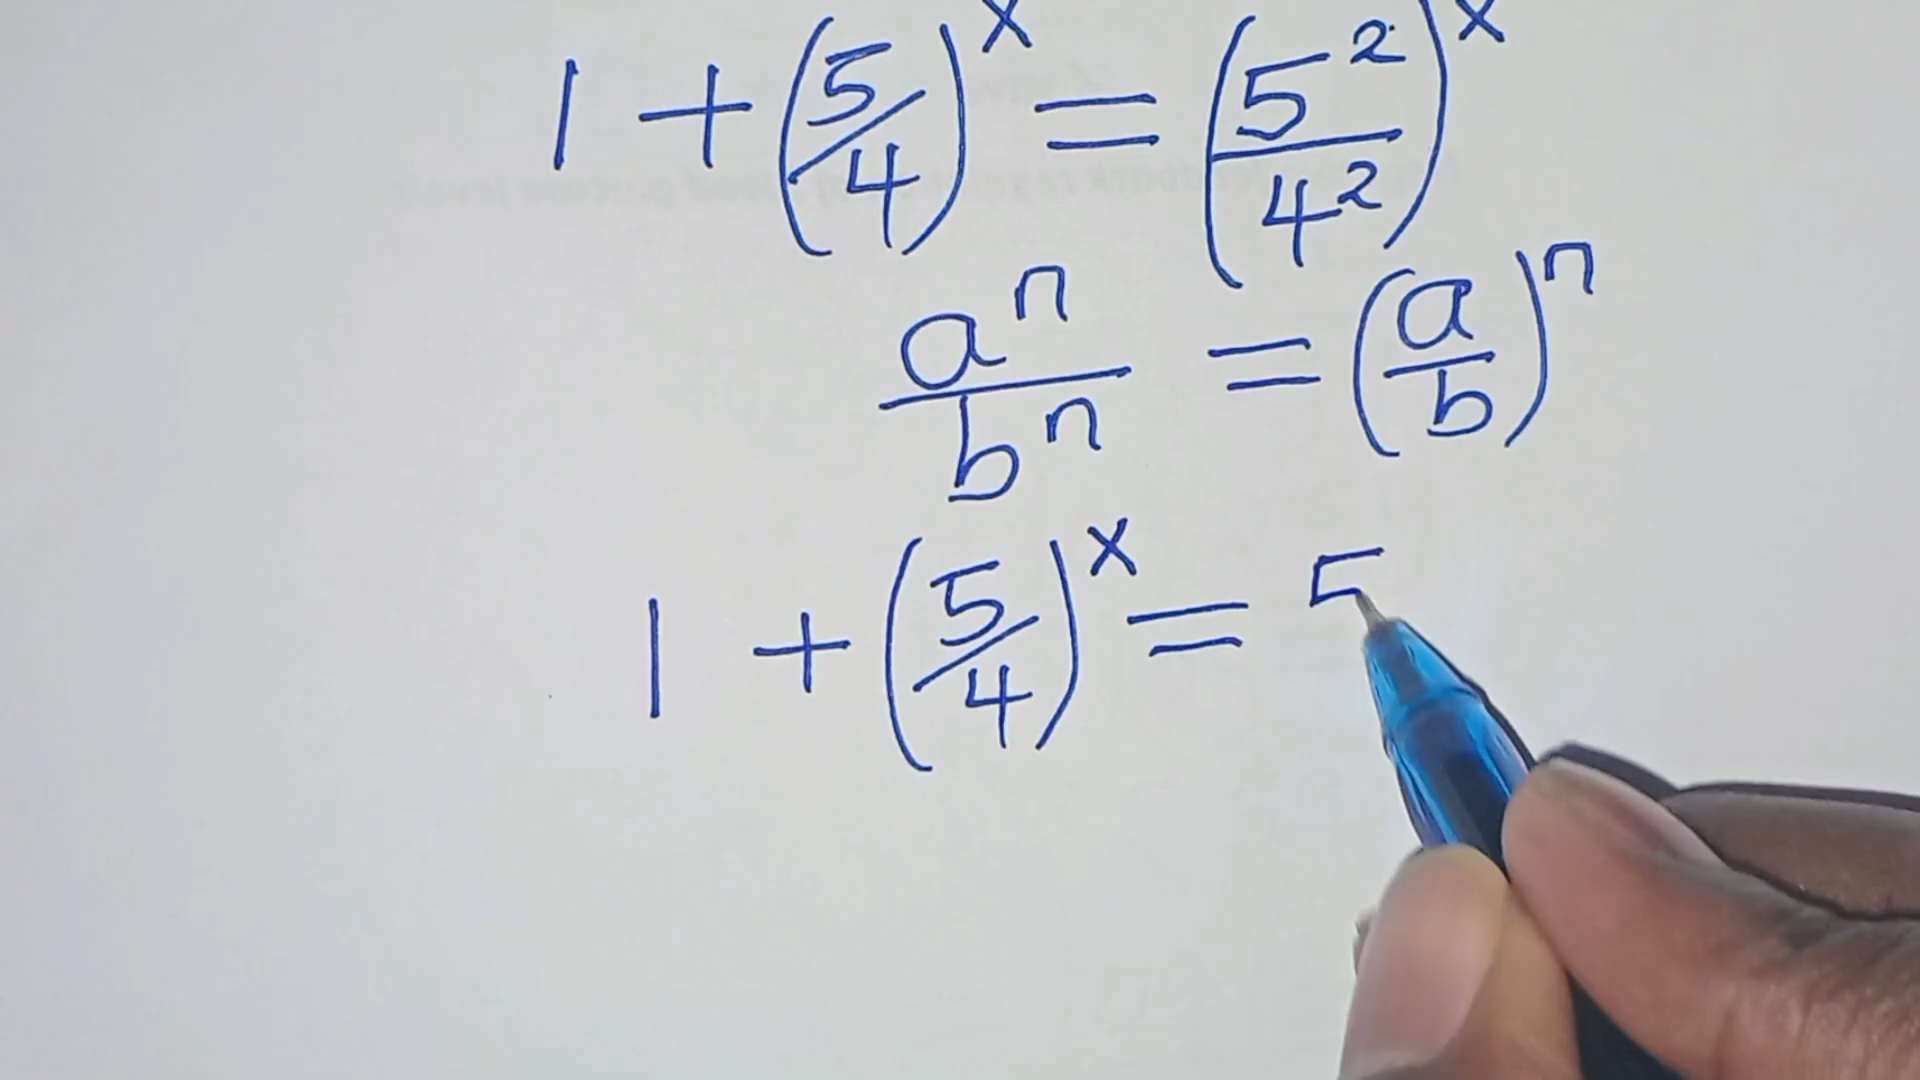 1 + (5/4)^x = (5^2/4^2)^x
a^n/b^n = (a/b)^n
1 + (5/4)^x = 5